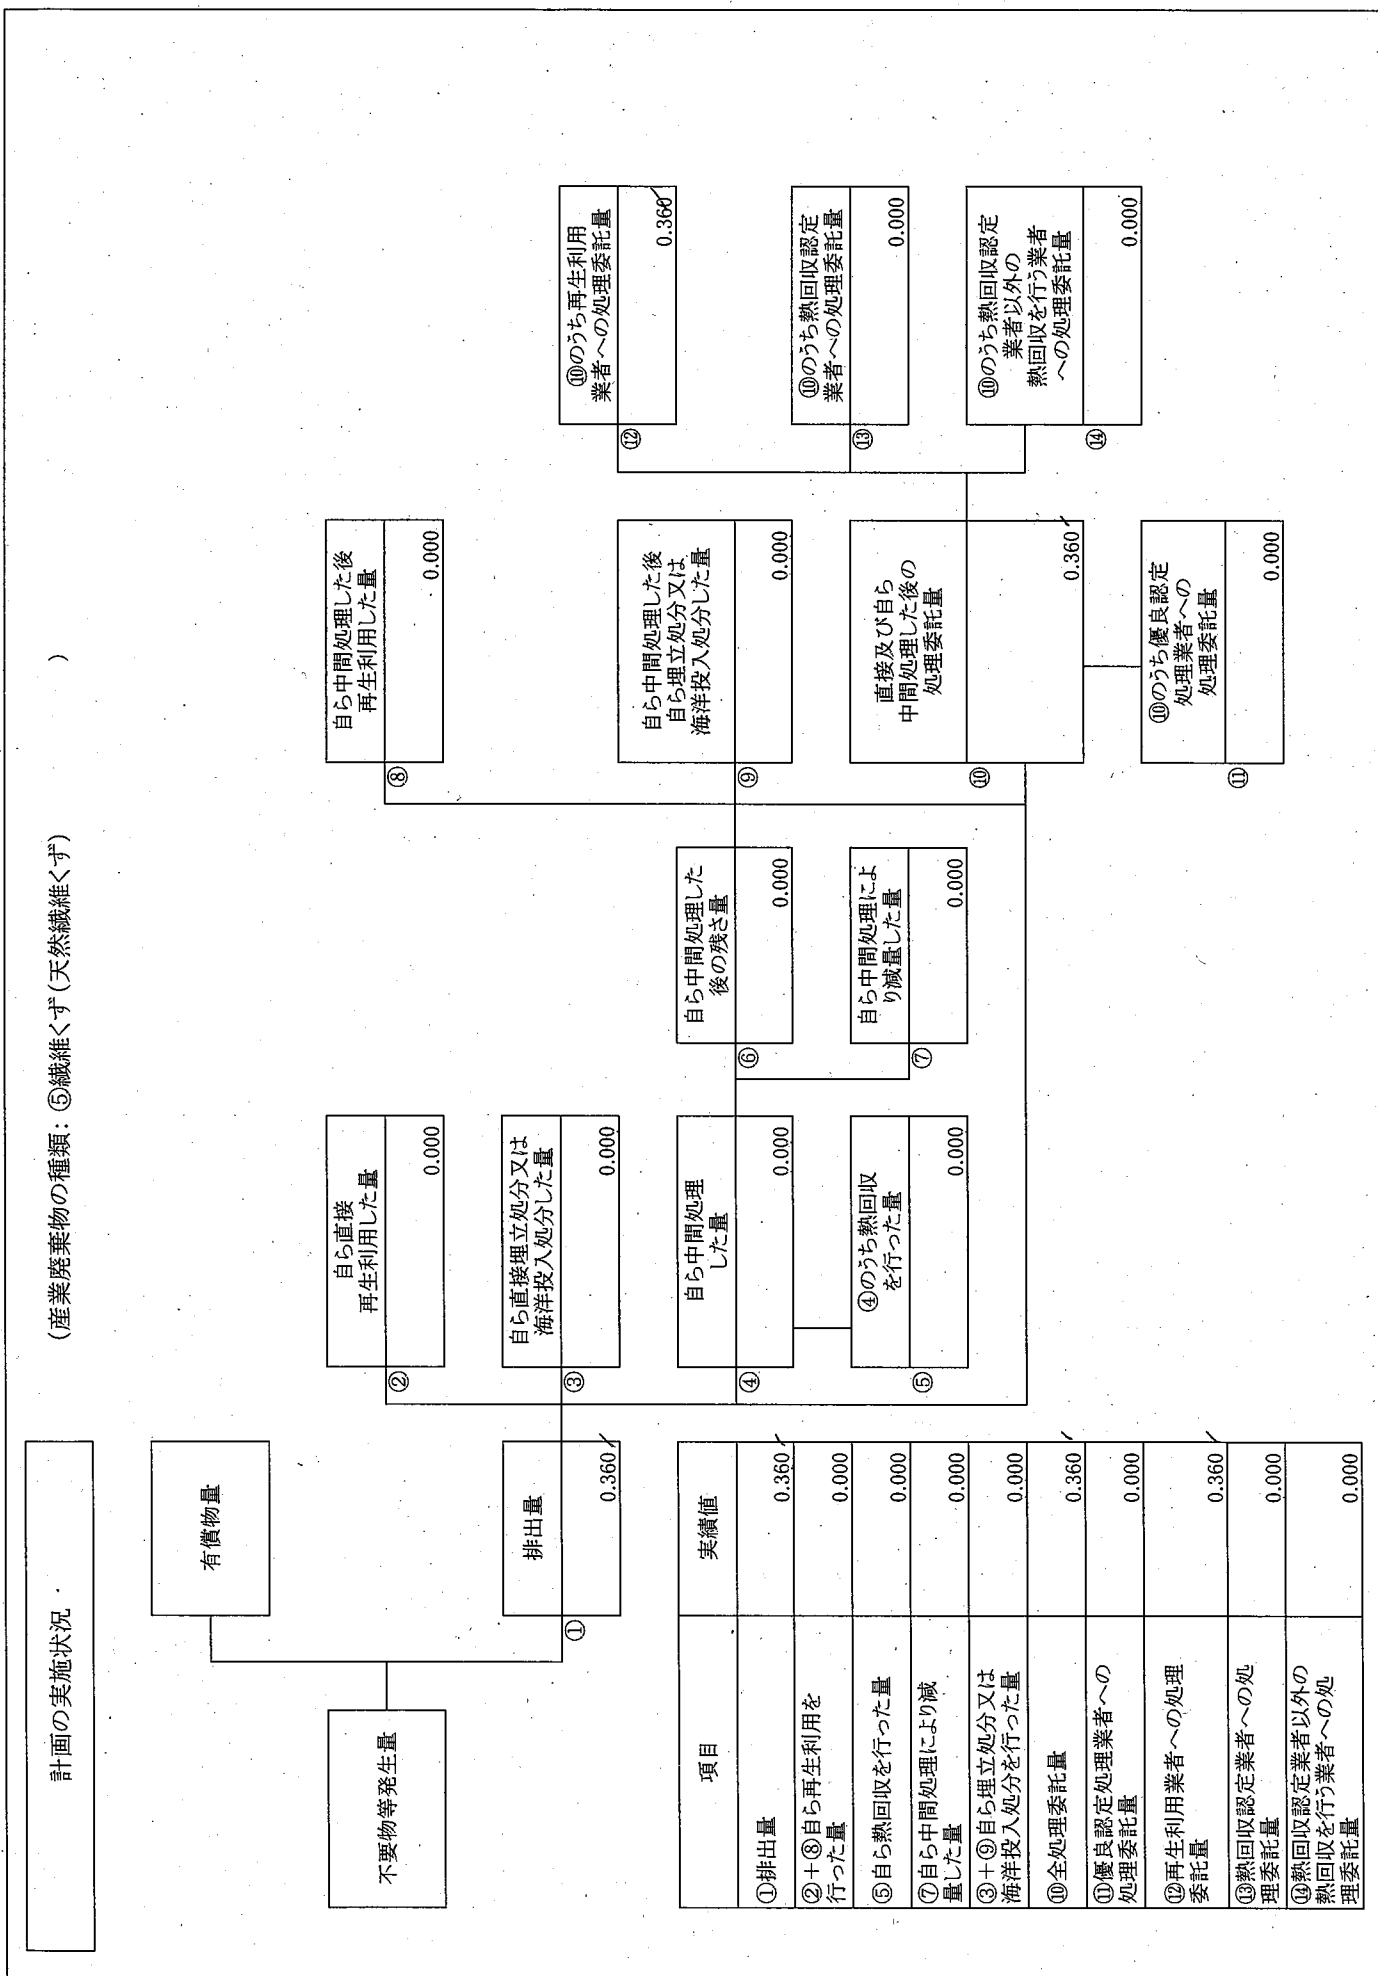 計画の実施状況
(産業廃棄物の種類：⑤繊維くず(天然繊維くず) )
不要物等発生量
有償物量
排出量
①
0.360
自ら直接
再生利用した量
②
0.000
自ら直接埋立処分又は
海洋投入処分した量
③
0.000
自ら中間処理
した量
④
0.000
④のうち熱回収
を行った量
⑤
0.000
自ら中間処理した
後の残さ量
⑥
0.000
自ら中間処理によ
り減量した量
⑦
0.000
自ら中間処理した後
再生利用した量
⑧
0.000
自ら中間処理した後
自ら埋立処分又は
海洋投入処分した量
⑨
0.000
直接及び自ら
中間処理した後の
処理委託量
⑩
0.360
⑩のうち優良認定
処理業者への
処理委託量
⑪
0.000
⑩のうち再生利用
業者への処理委託量
⑫
0.360
⑩のうち熱回収認定
業者への処理委託量
⑬
0.000
⑩のうち熱回収認定
業者以外の
熱回収を行う業者
への処理委託量
⑭
0.000
項目 実績値
①排出量 0.360
②＋⑧自ら再生利用を
行った量 0.000
⑤自ら熱回収を行った量 0.000
⑦自ら中間処理により減
量した量 0.000
③＋⑨自ら埋立処分又は
海洋投入処分を行った量 0.000
⑩全処理委託量 0.360
⑪優良認定処理業者への
処理委託量 0.000
⑫再生利用業者への処理
委託量 0.360
⑬熱回収認定業者への処
理委託量 0.000
⑭熱回収認定業者以外の
熱回収を行う業者への処
理委託量 0.000